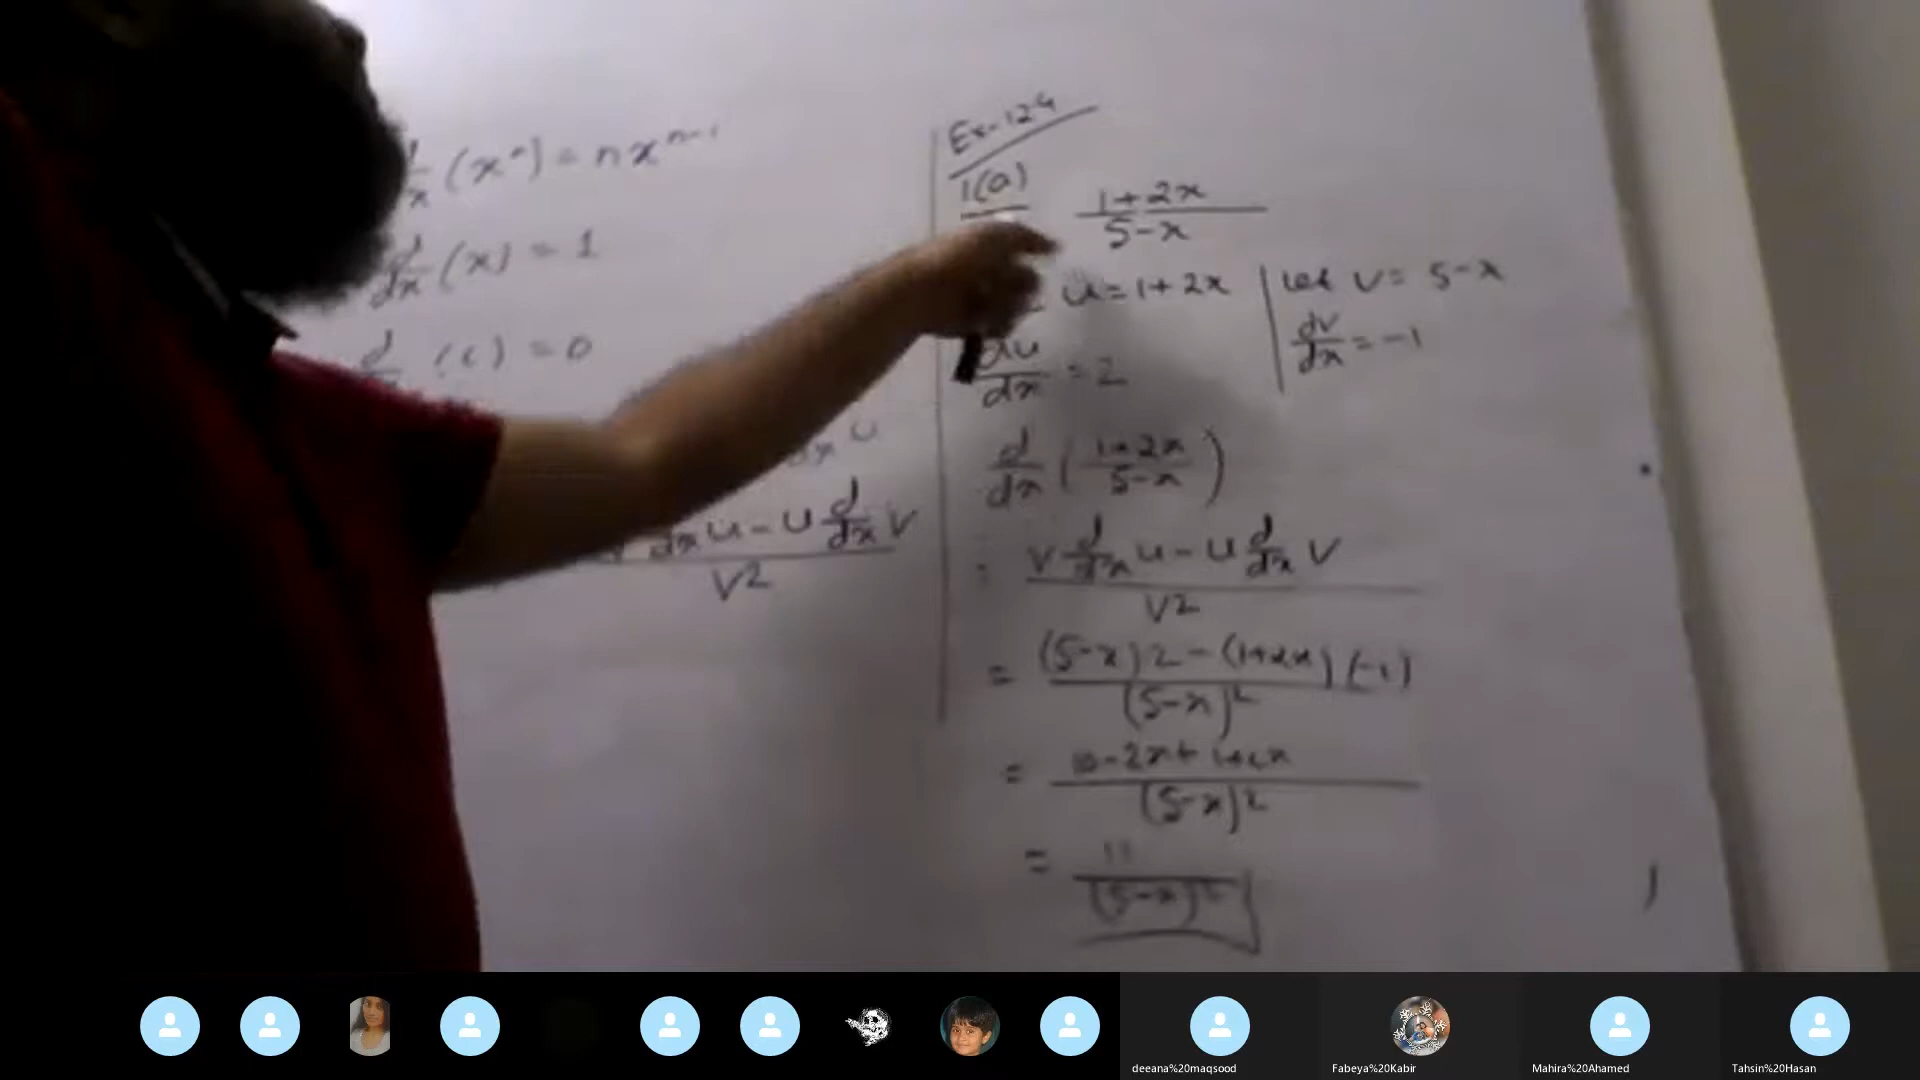 (xⁿ) = nxⁿ⁻¹
d/dx (x) = 1
d (c) = 0
dx u
dx u - u d/dx v
v²
Ex-12.4
1(a)
1+2x
5-x
u = 1+2x
du/dx = 2
let v = 5-x
dv/dx = -1
d/dx (1+2x / 5-x)
v d/dx u - u d/dx v
v²
= (5-x)2 - (1+2x)(-1)
(5-x)²
= 10-2x+1+2x
(5-x)²
= 11
(5-x)²
deeana%20maqsood
Fabeya%20Kabir
Mahira%20Ahamed
Tahsin%20Hasan